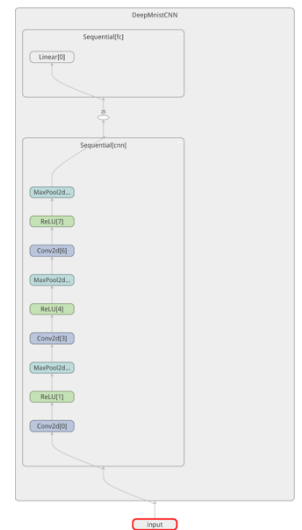 DeepMnistCNN
Sequential[fc]
Linear[0]
Sequential[cnn]
MaxPool2d...
ReLU[7]
Conv2d[6]
MaxPool2d...
ReLU[4]
Conv2d[3]
MaxPool2d...
ReLU[1]
Conv2d[0]
input